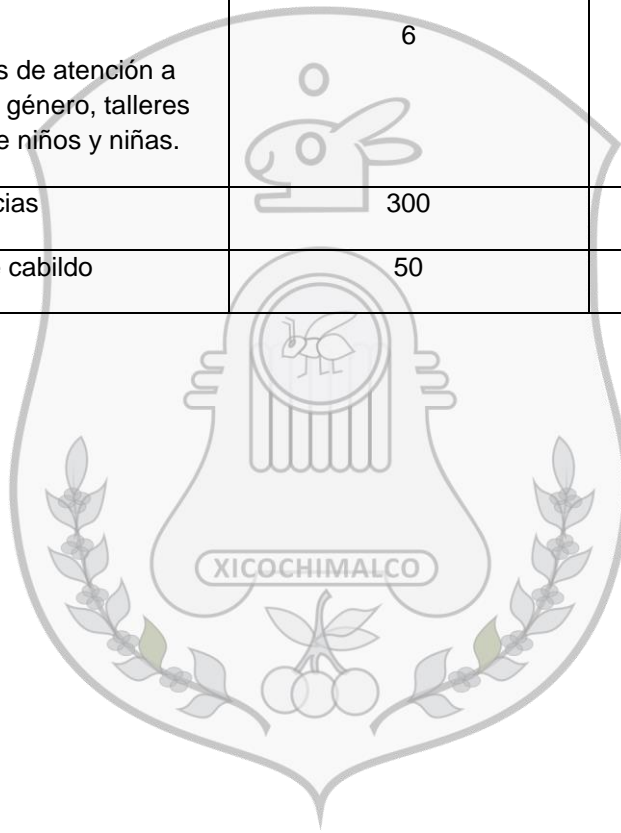 6
s de atención a
género, talleres
e niños y niñas.
cias 300
cabildo 50
XICOCHIMALCO